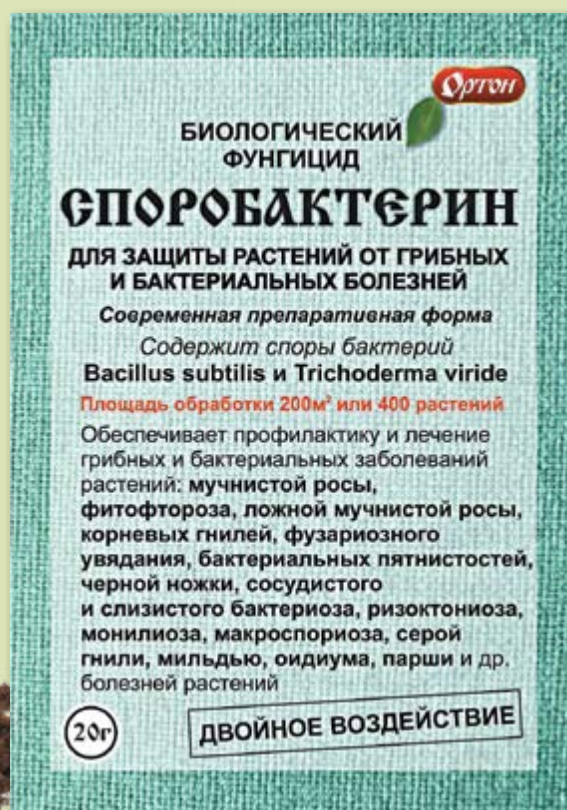 Ортон
БИОЛОГИЧЕСКИЙ
ФУНГИЦИД
СПОРОБАКТЕРИН
ДЛЯ ЗАЩИТЫ РАСТЕНИЙ ОТ ГРИБНЫХ
И БАКТЕРИАЛЬНЫХ БОЛЕЗНЕЙ
Современная препаративная форма
Содержит споры бактерий
Bacillus subtilis и Trichoderma viride
Площадь обработки 200м² или 400 растений
Обеспечивает профилактику и лечение
грибных и бактериальных заболеваний
растений: мучнистой росы,
фитофтороза, ложной мучнистой росы,
корневых гнилей, фузариозного
увядания, бактериальных пятнистостей,
черной ножки, сосудистого
и слизистого бактериоза, ризоктониоза,
монилиоза, макроспориоза, серой
гнили, мильдью, оидиума, парши и др.
болезней растений
20г
ДВОЙНОЕ ВОЗДЕЙСТВИЕ